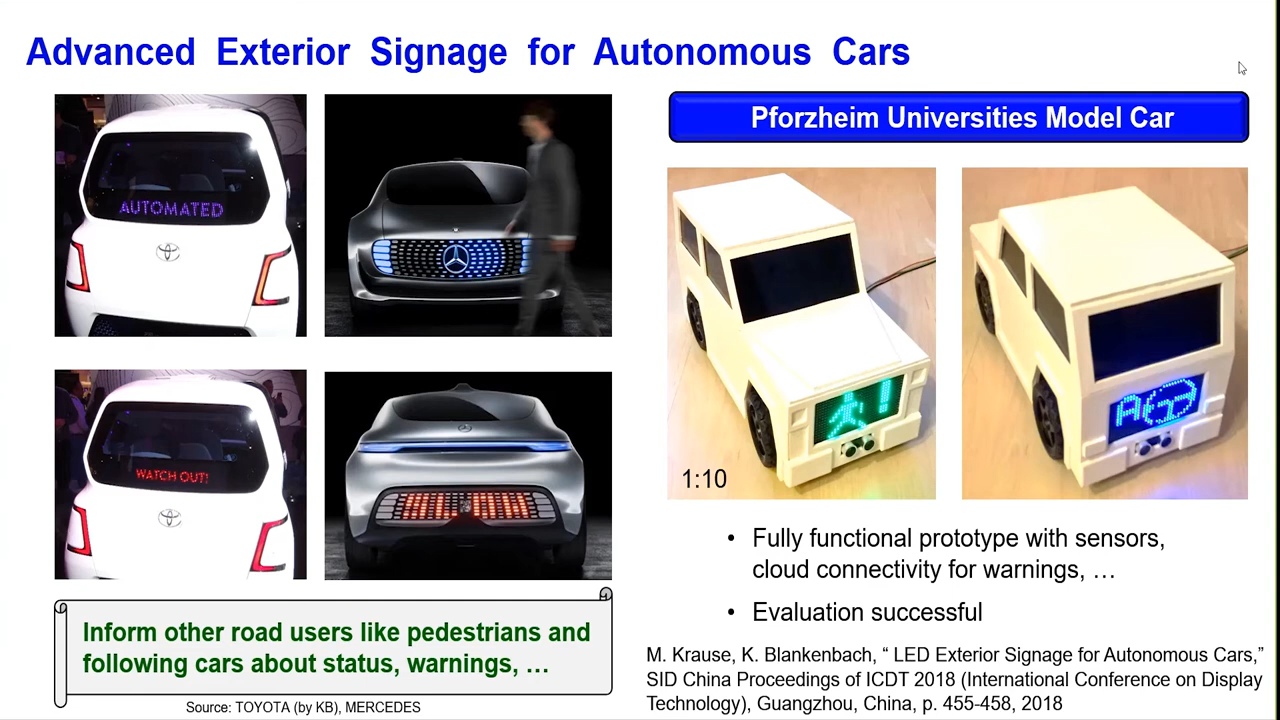 Advanced Exterior Signage for Autonomous Cars
AUTOMATED
WATCH OUT!
Inform other road users like pedestrians and
following cars about status, warnings, …
Source: TOYOTA (by KB), MERCEDES
Pforzheim Universities Model Car
1:10
A
• Fully functional prototype with sensors,
cloud connectivity for warnings, …
• Evaluation successful
M. Krause, K. Blankenbach, “ LED Exterior Signage for Autonomous Cars,”
SID China Proceedings of ICDT 2018 (International Conference on Display
Technology), Guangzhou, China, p. 455-458, 2018